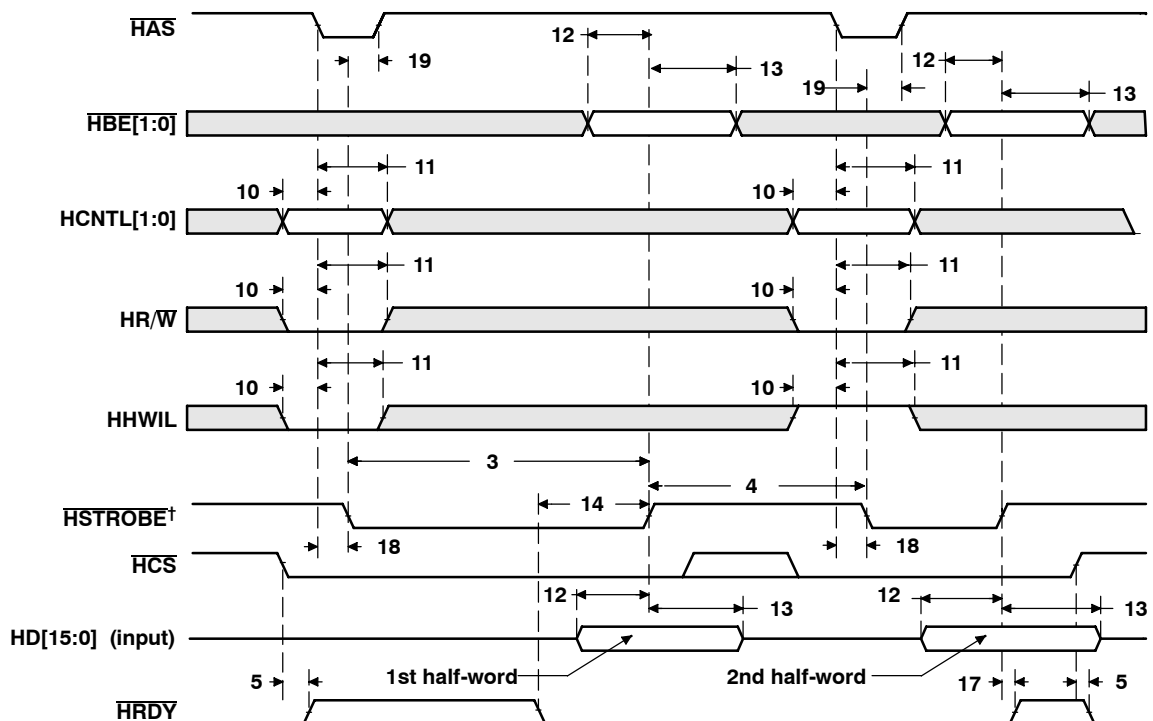 HAS
12
19
13
12
19
13
HBE[1:0]
11
11
10
10
HCNTL[1:0]
11
11
10
10
HR/W
11
11
10
10
HHWIL
3
4
14
HSTROBE†
18
18
HCS
12
13
12
13
HD[15:0] (input)
1st half-word
2nd half-word
5
17
5
HRDY